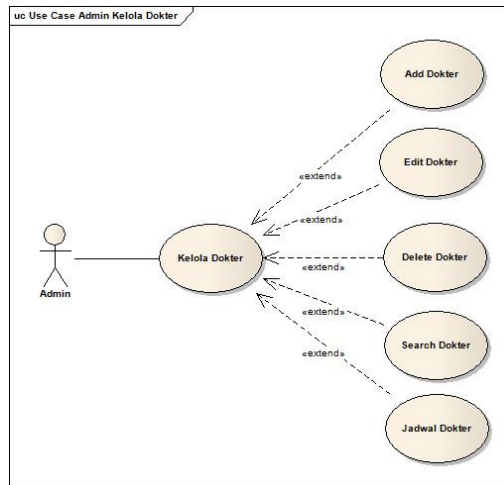 uc Use Case Admin Kelola Dokter
Add Dokter
«extend»
Edit Dokter
«extend»
Admin
Kelola Dokter
«extend»
Delete Dokter
«extend»
Search Dokter
«extend»
Jadwal Dokter